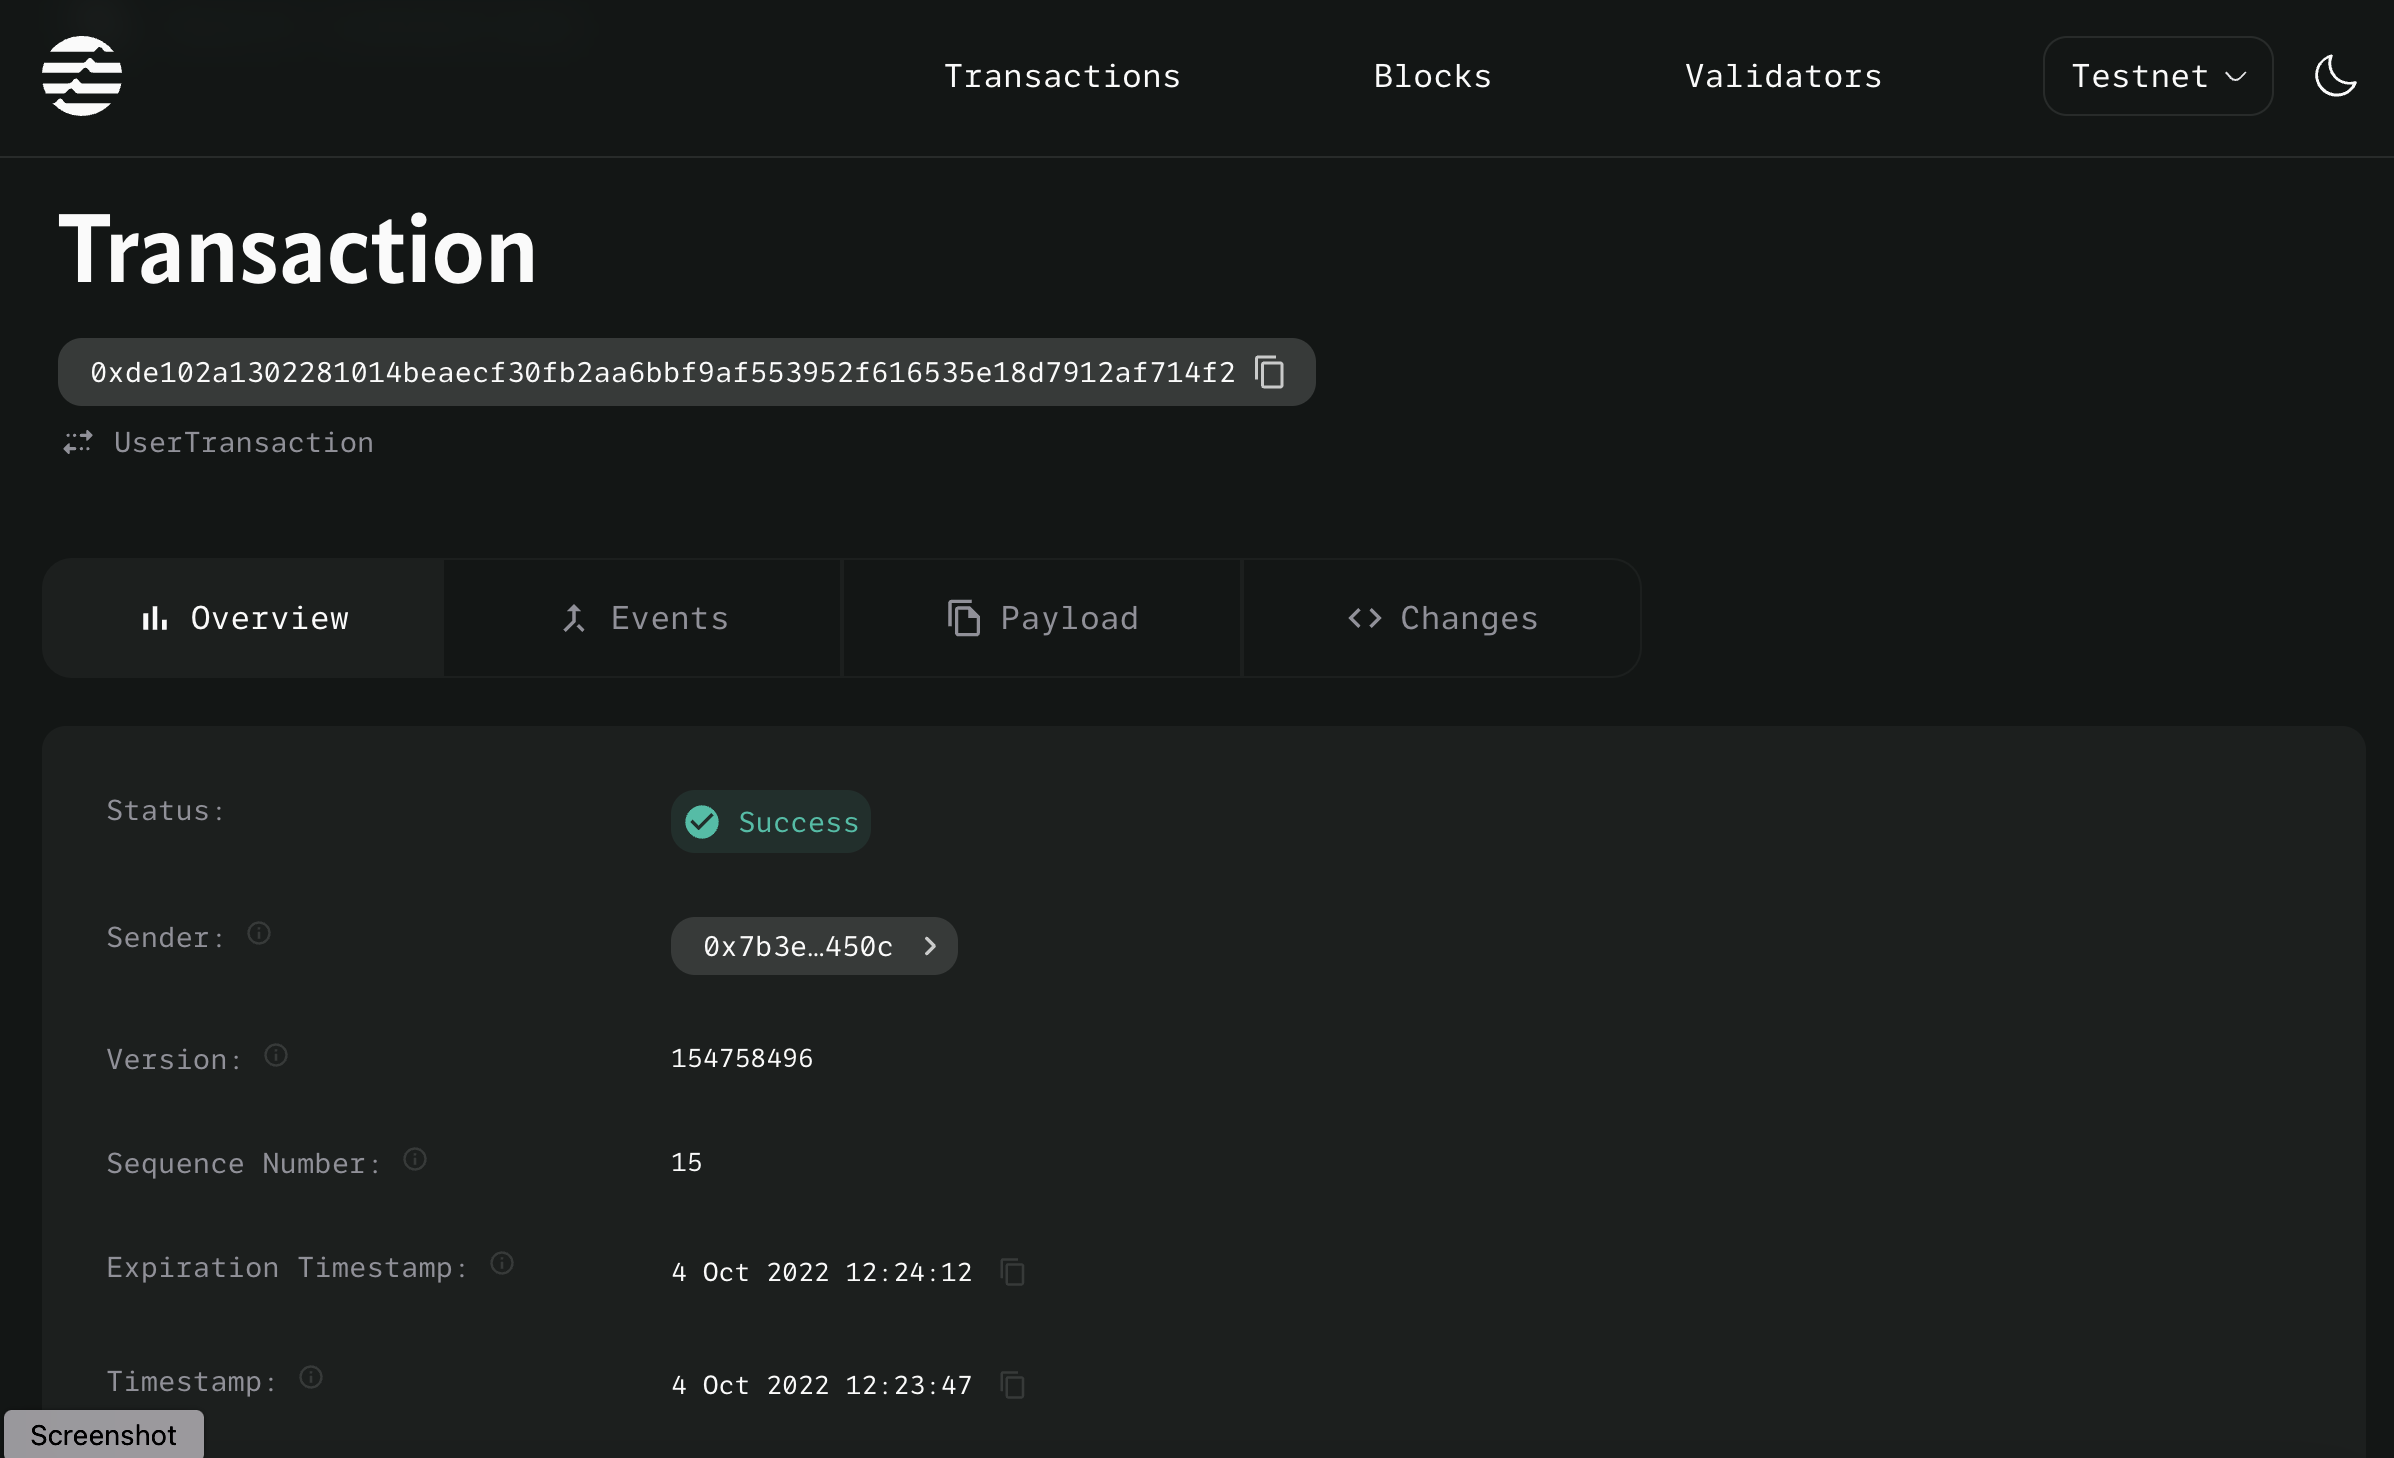 Transactions Blocks Validators Testnet
Transaction
0xde102a1302281014beaecf30fb2aa6bbf9af553952f616535e18d7912af714f2
UserTransaction
Overview Events Payload Changes
Status: Success
Sender: 0x7b3e…450c
Version: 154758496
Sequence Number: 15
Expiration Timestamp: 4 Oct 2022 12:24:12
Timestamp: 4 Oct 2022 12:23:47
Screenshot